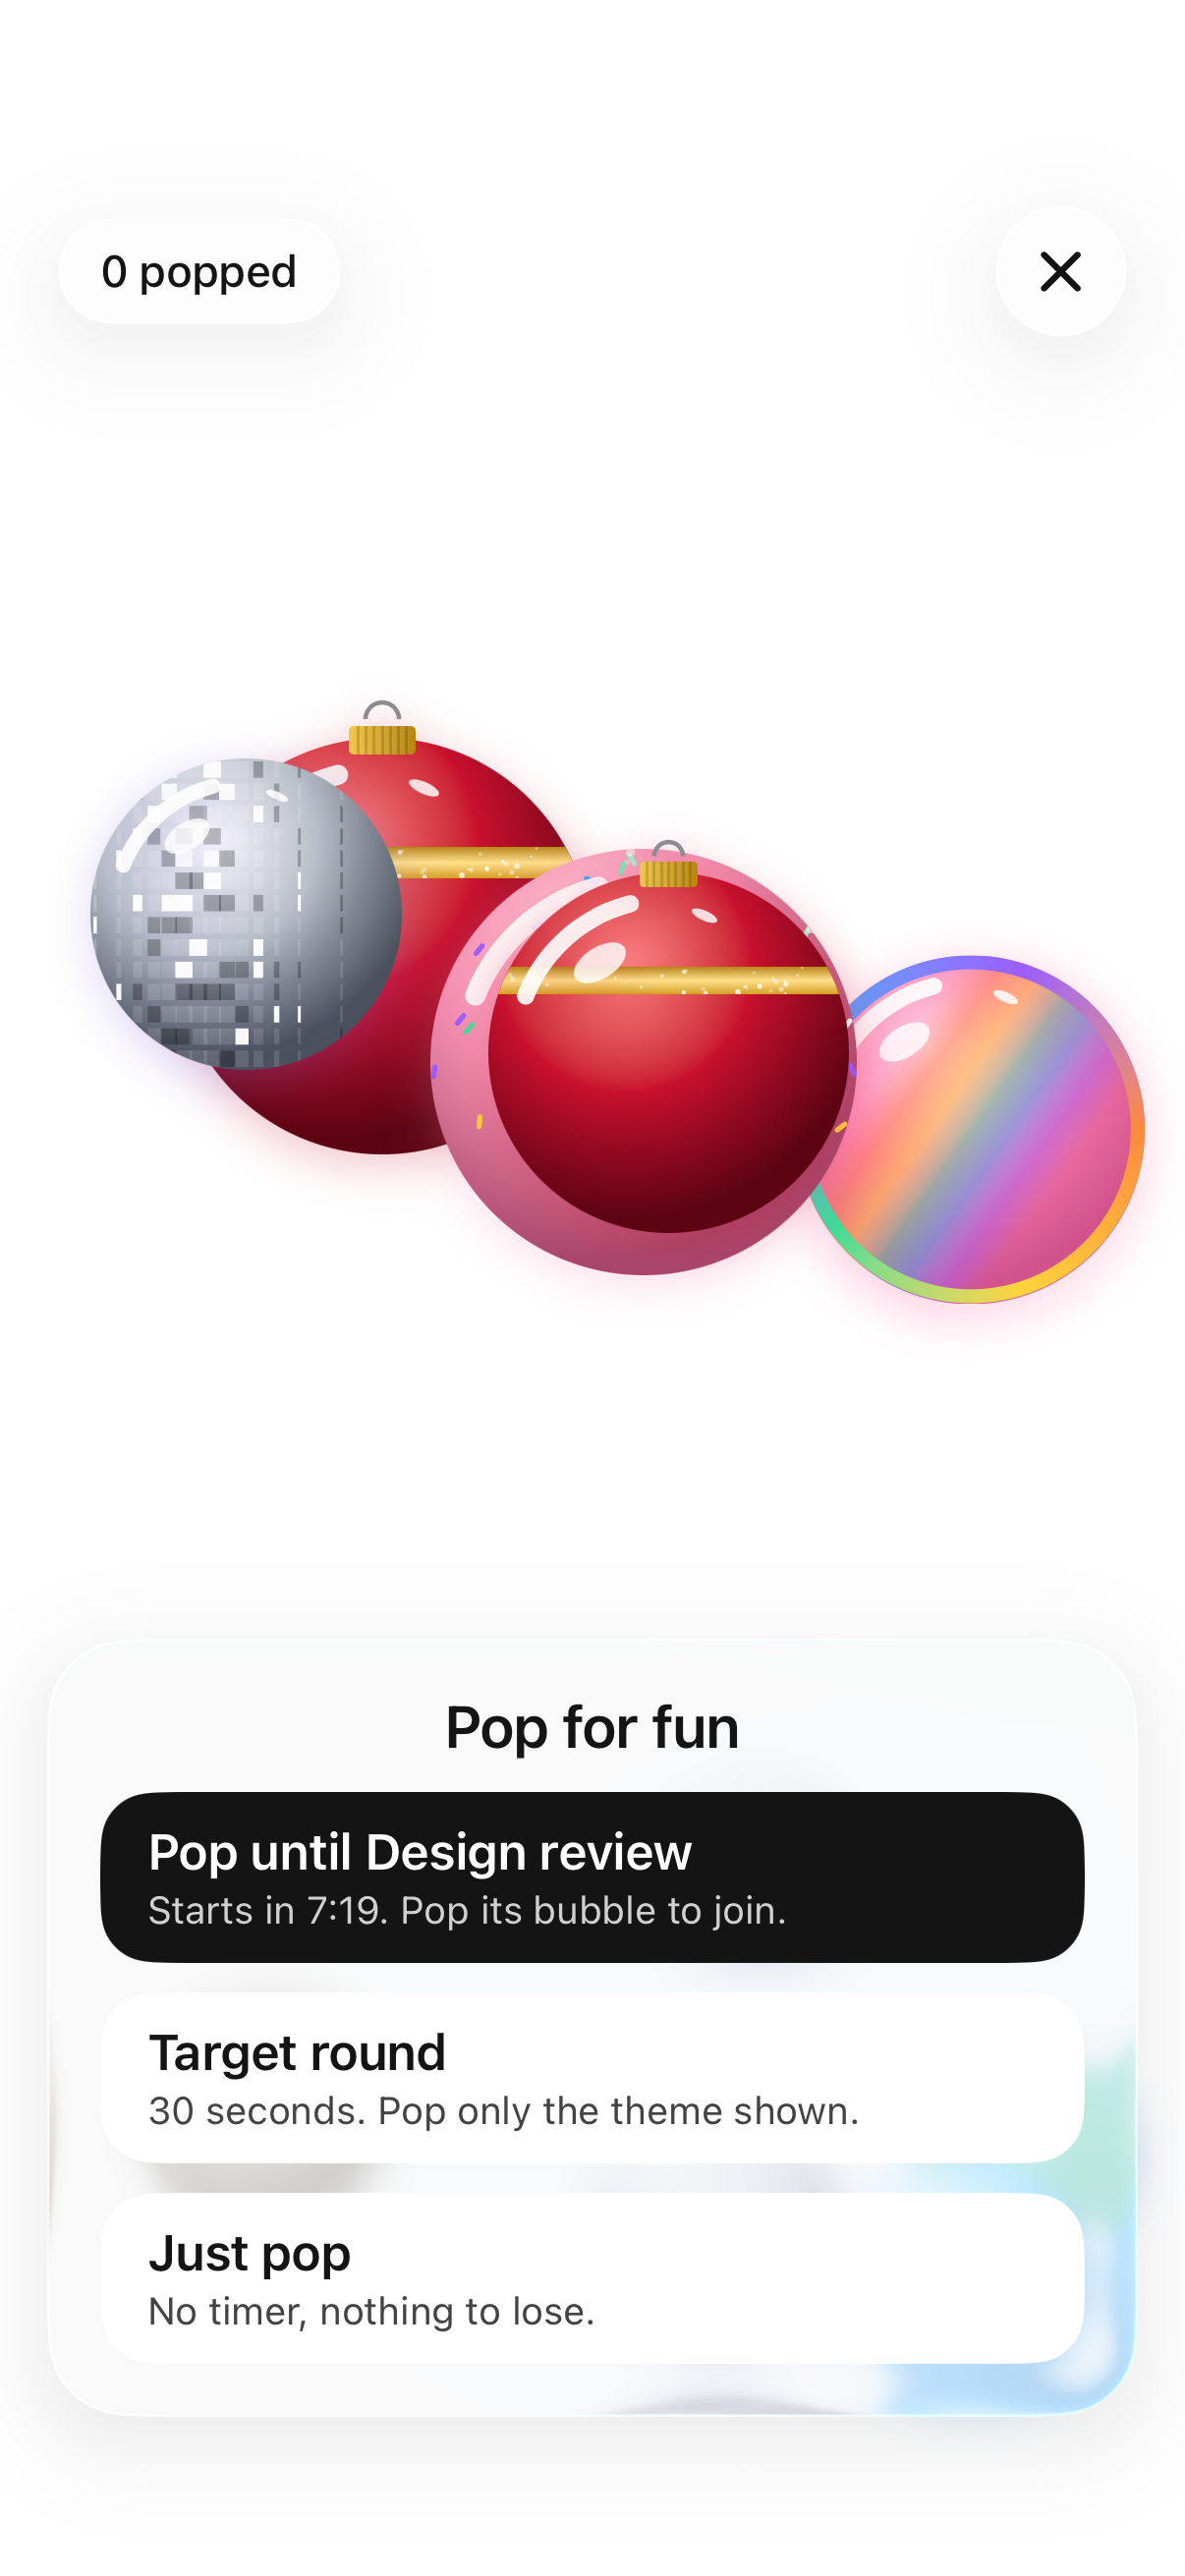 0 popped
Pop for fun
Pop until Design review
Starts in 7:19. Pop its bubble to join.
Target round
30 seconds. Pop only the theme shown.
Just pop
No timer, nothing to lose.